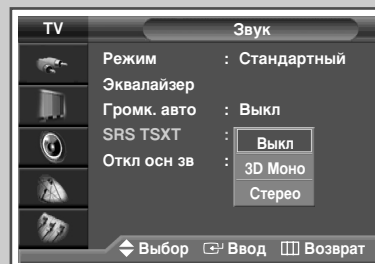 TV Звук
Режим : Стандартный
Эквалайзер
Громк. авто : Выкл
SRS TSXT : Выкл
Откл осн зв : 3D Моно
Стерео
Выбор Ввод Возврат